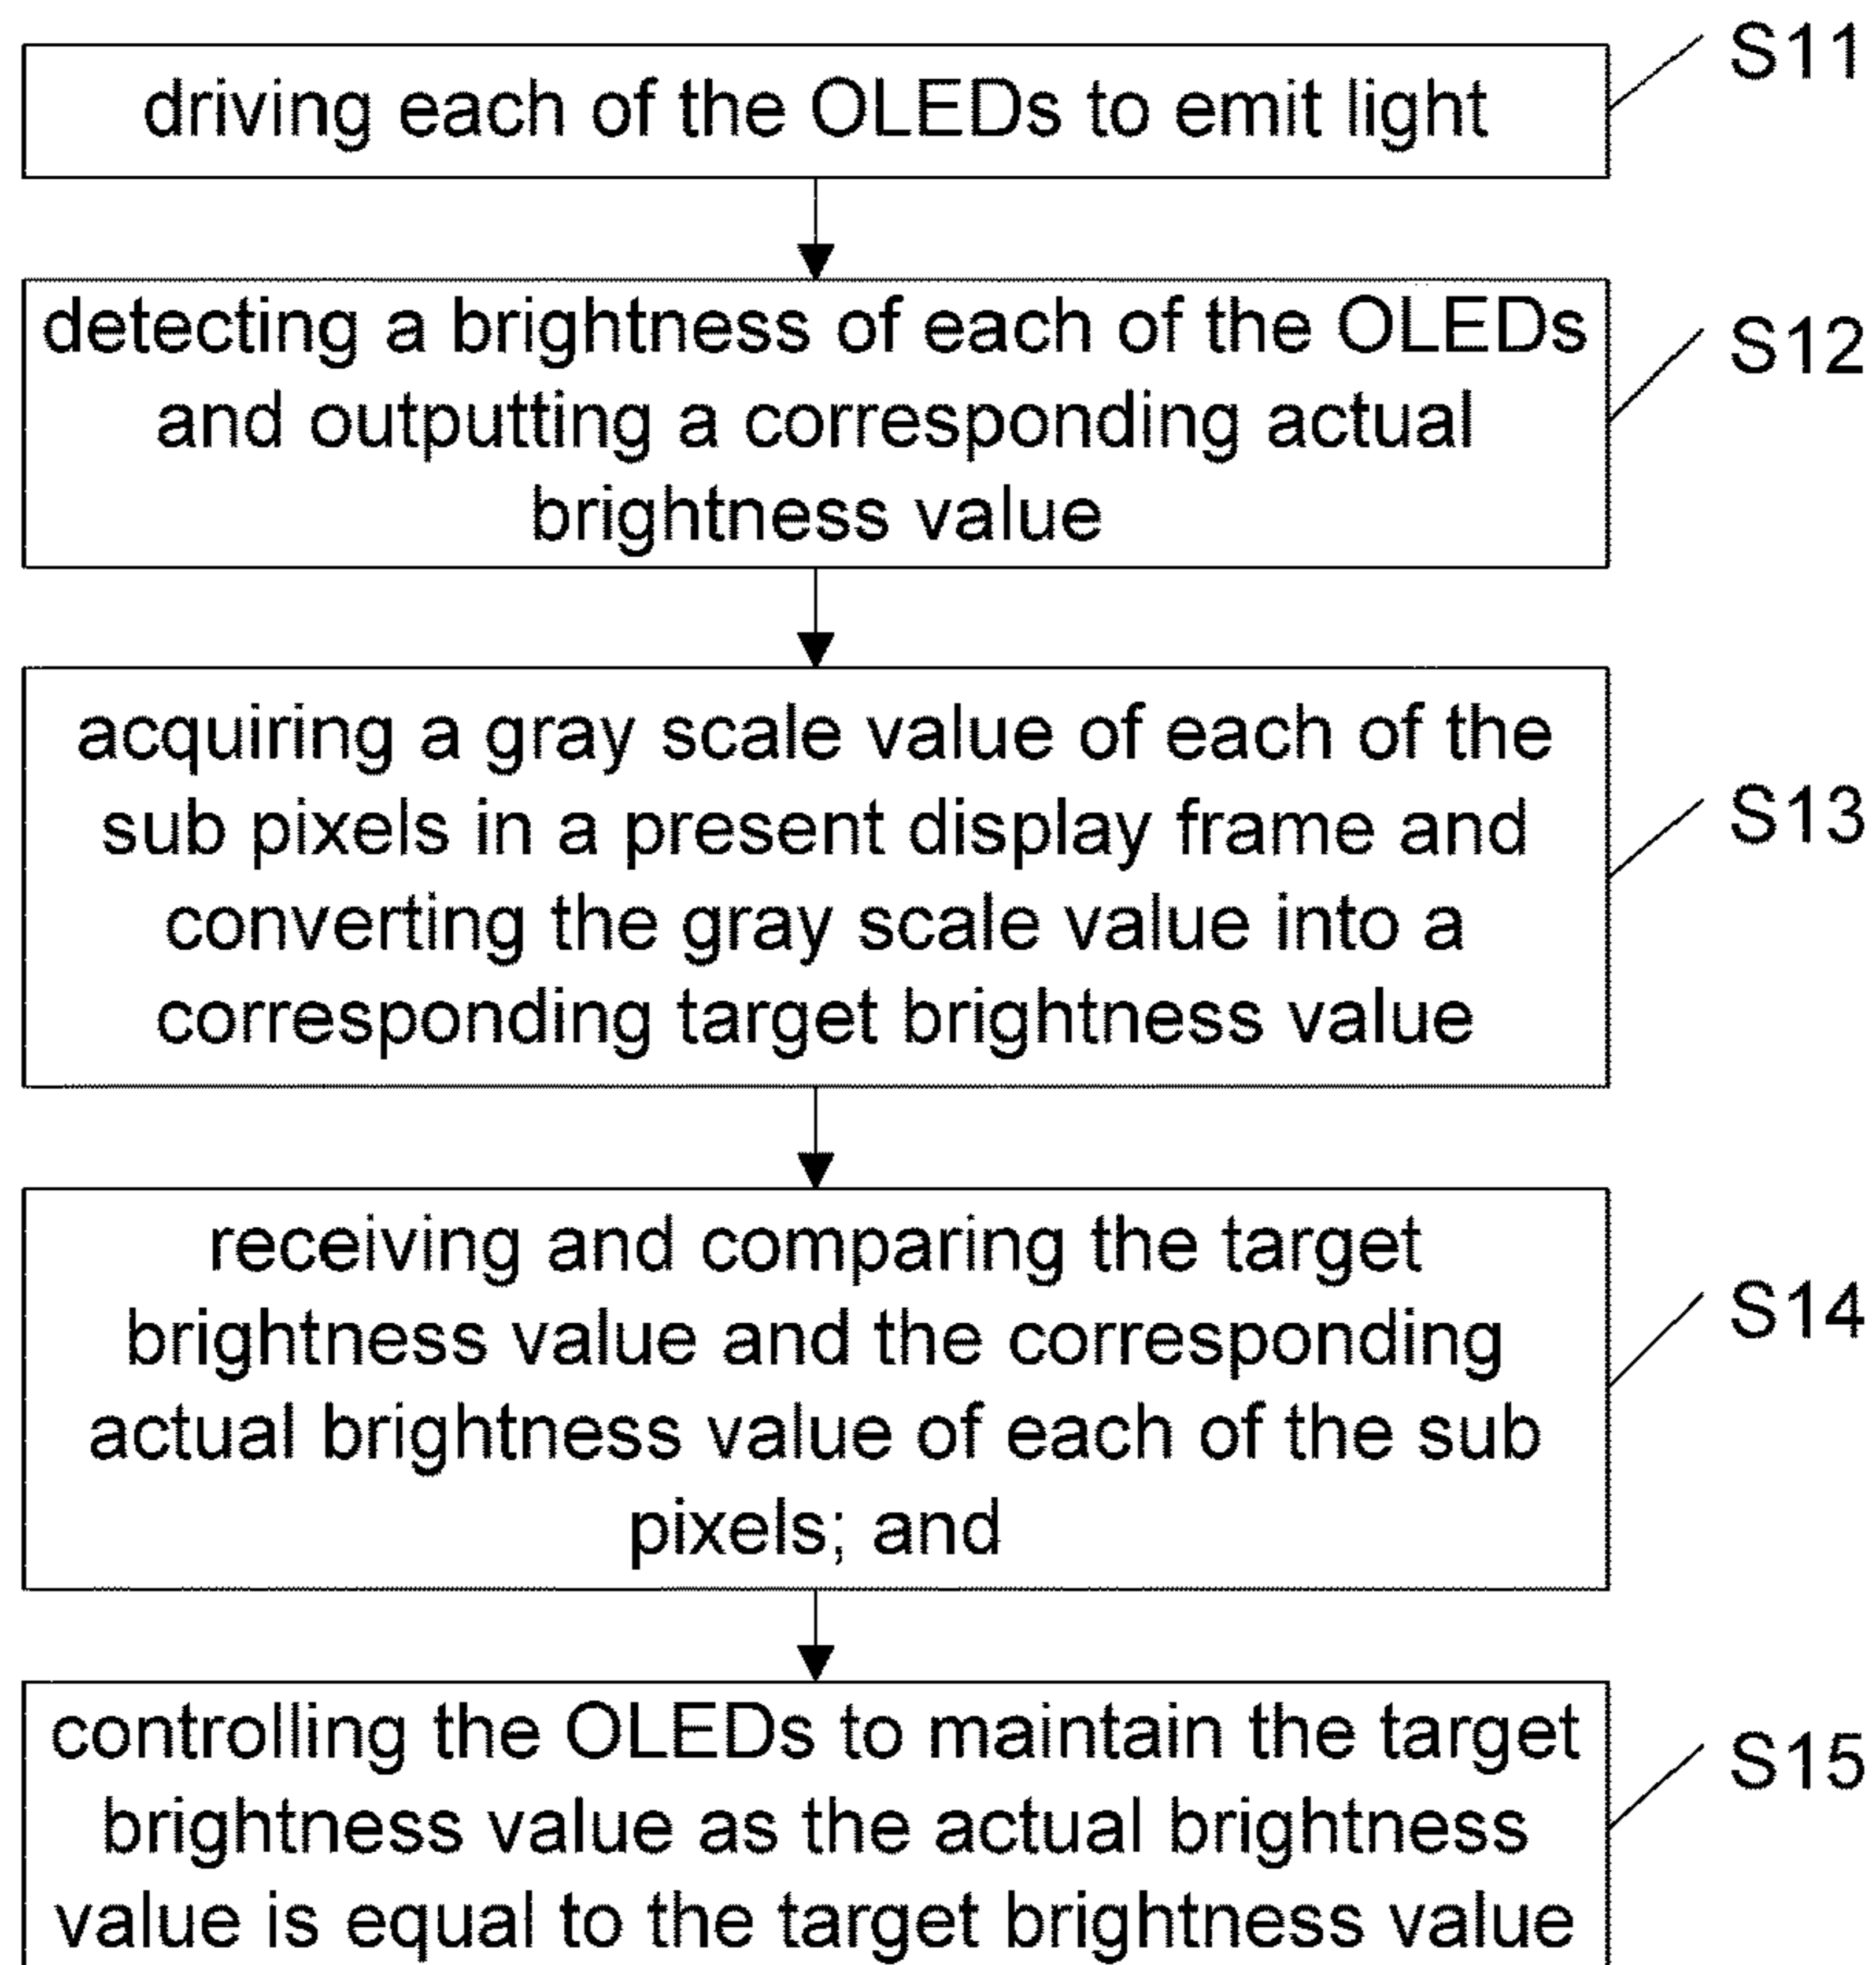 driving each of the OLEDs to emit light
S11
detecting a brightness of each of the OLEDs
and outputting a corresponding actual
brightness value
S12
acquiring a gray scale value of each of the
sub pixels in a present display frame and
converting the gray scale value into a
corresponding target brightness value
S13
receiving and comparing the target
brightness value and the corresponding
actual brightness value of each of the sub
pixels; and
S14
controlling the OLEDs to maintain the target
brightness value as the actual brightness
value is equal to the target brightness value
S15